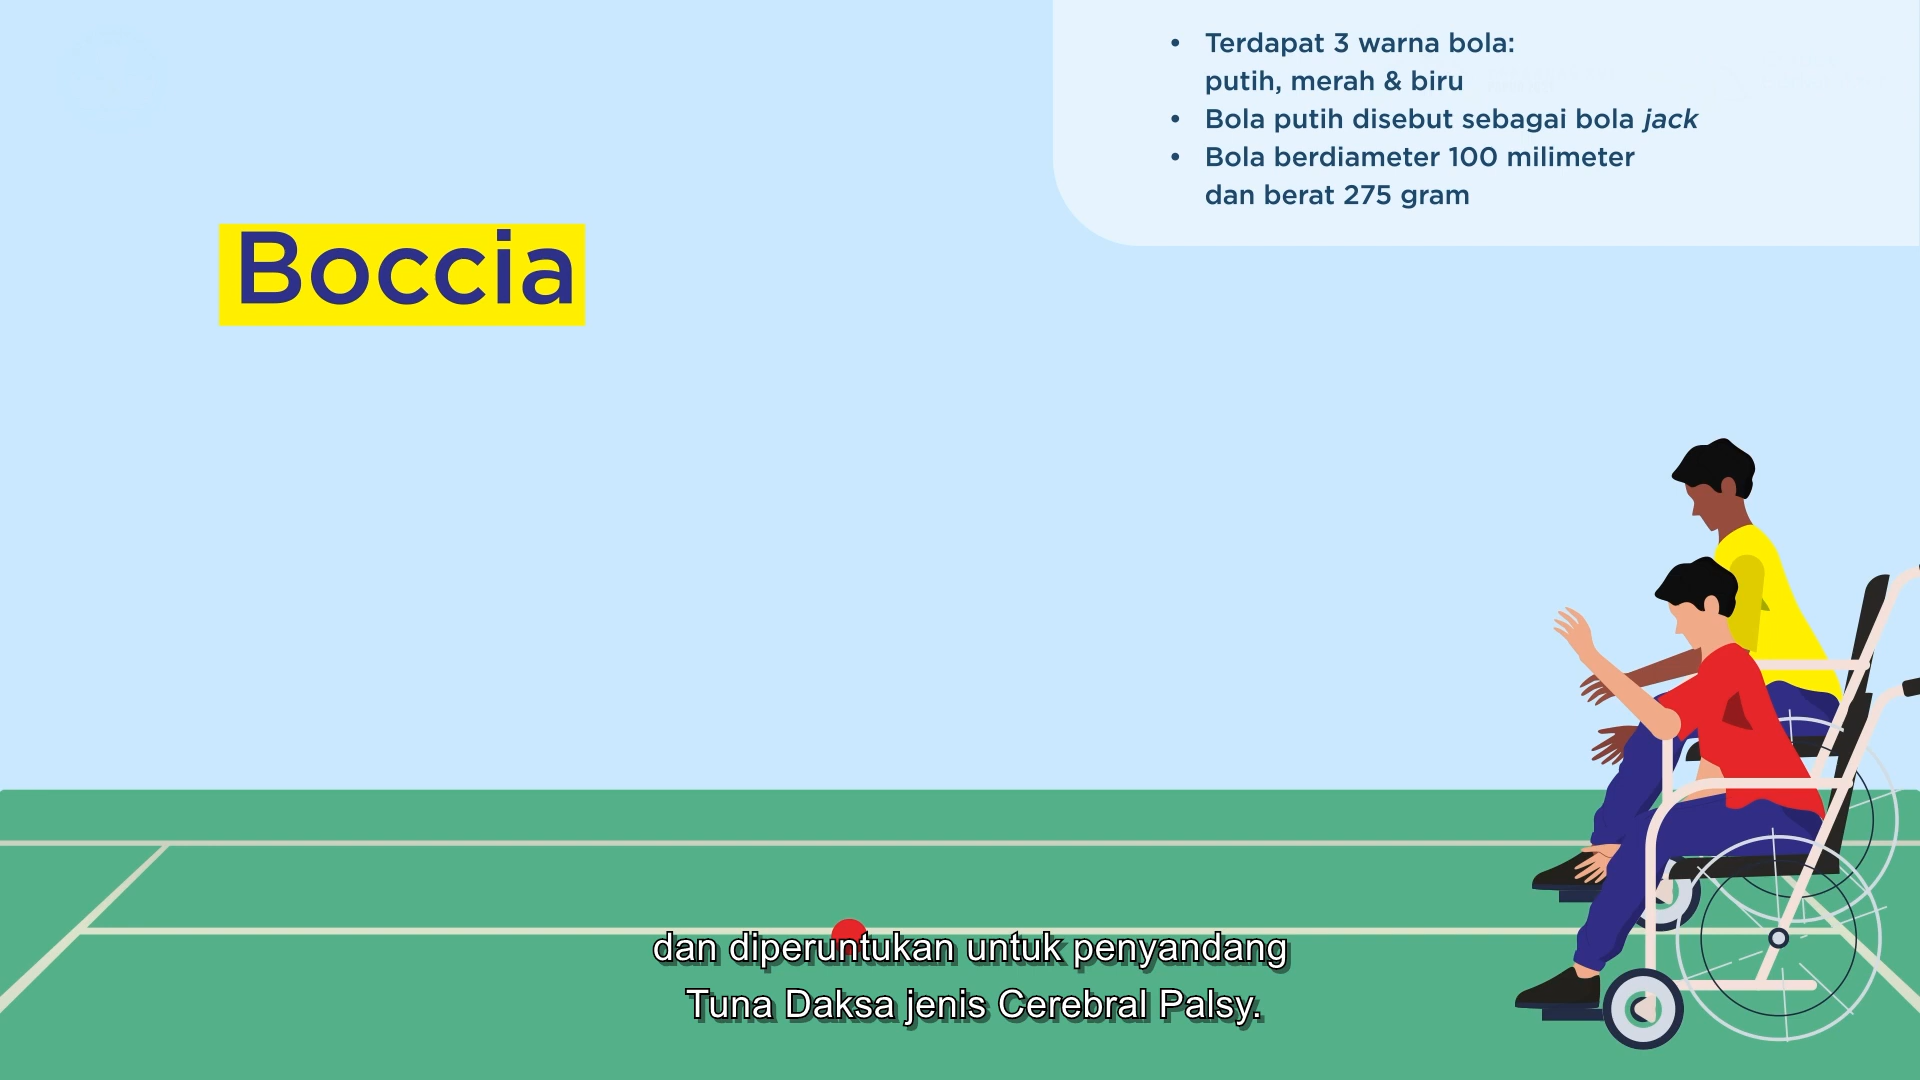 • Terdapat 3 warna bola:
putih, merah & biru
• Bola putih disebut sebagai bola jack
• Bola berdiameter 100 milimeter
dan berat 275 gram
Boccia
dan diperuntukan untuk penyandang
Tuna Daksa jenis Cerebral Palsy.